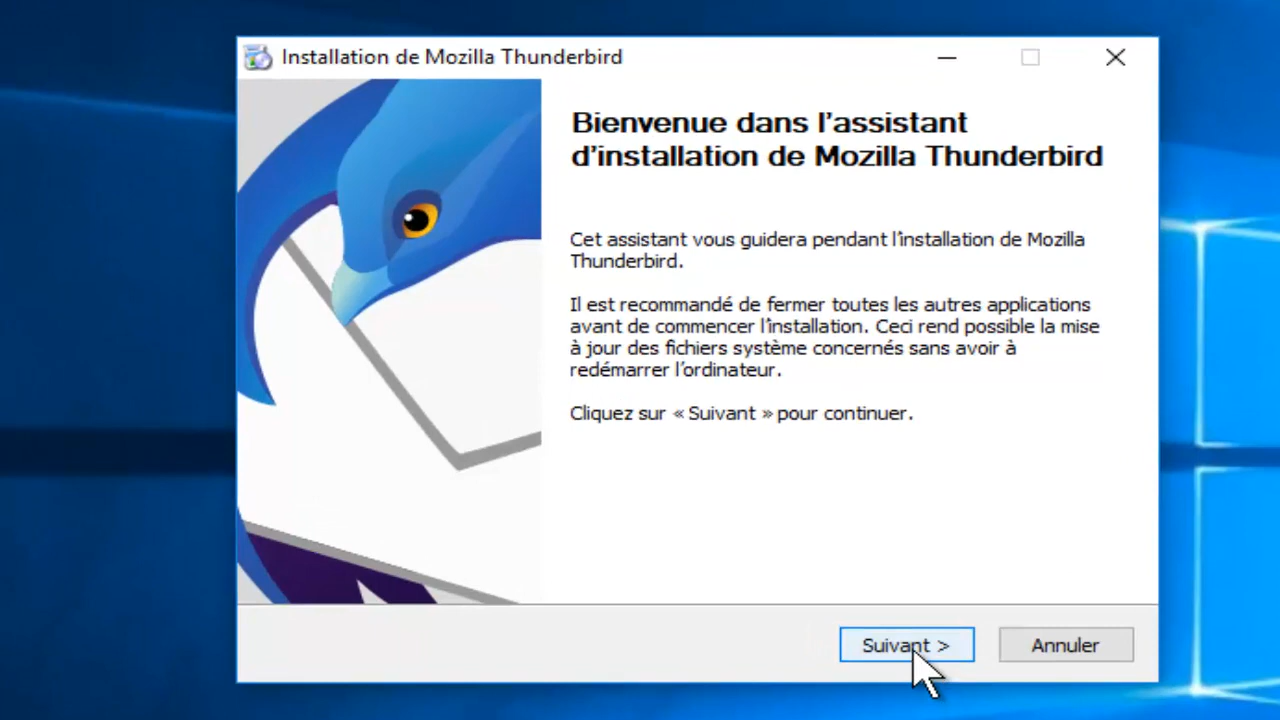 Installation de Mozilla Thunderbird
Bienvenue dans l'assistant
d'installation de Mozilla Thunderbird
Cet assistant vous guidera pendant l'installation de Mozilla
Thunderbird.
Il est recommandé de fermer toutes les autres applications
avant de commencer l'installation. Ceci rend possible la mise
à jour des fichiers système concernés sans avoir à
redémarrer l'ordinateur.
Cliquez sur « Suivant » pour continuer.
Suivant >
Annuler